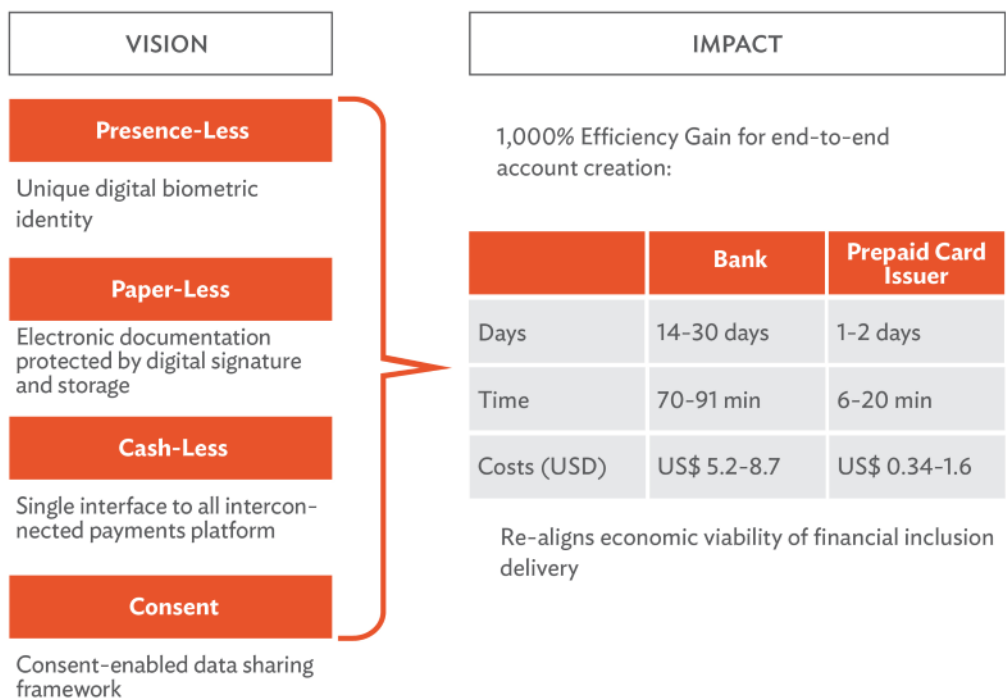 VISION
Presence-Less
Unique digital biometric
identity
Paper-Less
Electronic documentation
protected by digital signature
and storage
Cash-Less
Single interface to all intercon-
nected payments platform
Consent
Consent-enabled data sharing
framework
IMPACT
1,000% Efficiency Gain for end-to-end
account creation:
Bank Prepaid Card
Issuer
Days 14-30 days 1-2 days
Time 70-91 min 6-20 min
Costs (USD) US$ 5.2-8.7 US$ 0.34-1.6
Re-aligns economic viability of financial inclusion
delivery